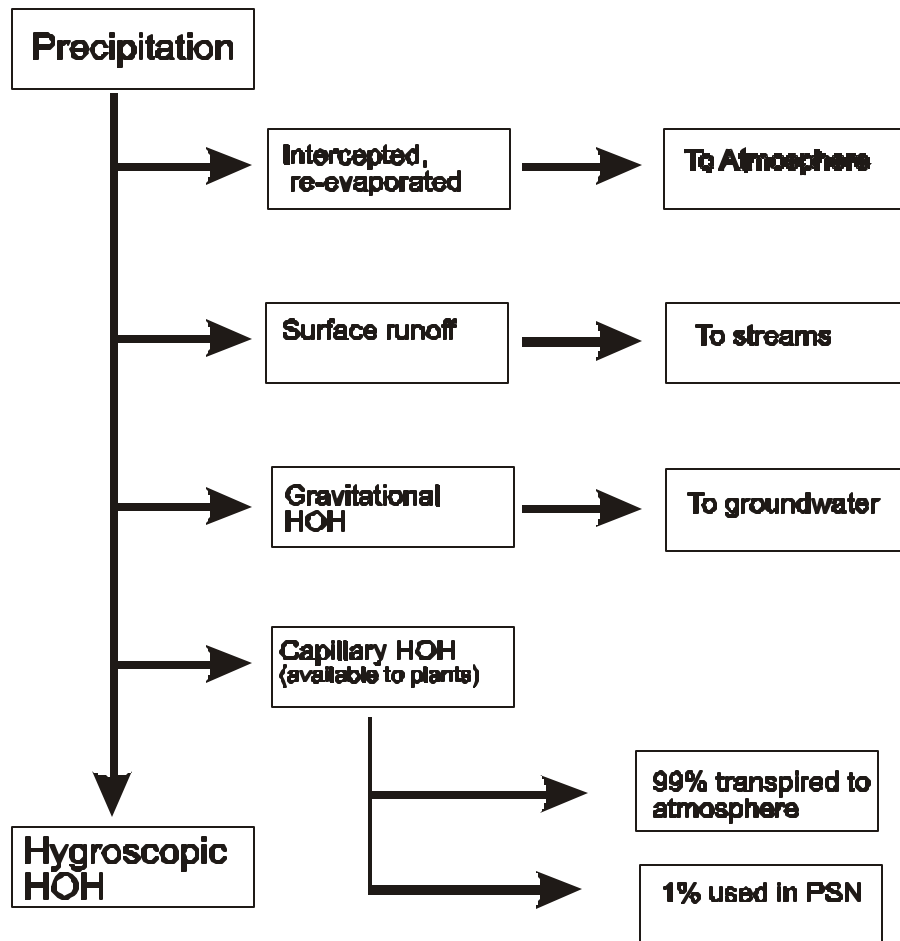 Precipitation
Intercepted,
re-evaporated
To Atmosphere
Surface runoff
To streams
Gravitational
HOH
To groundwater
Capillary HOH
(available to plants)
99% transpired to
atmosphere
Hygroscopic
HOH
1% used in PSN